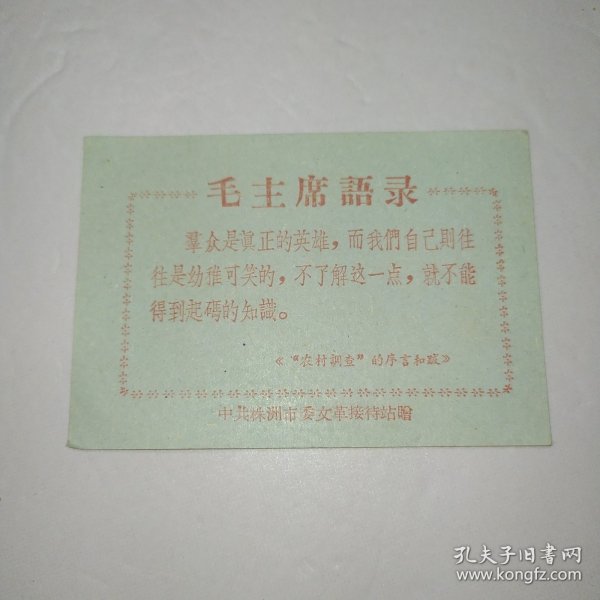 毛主席語录
羣众是眞正的英雄，而我們自己則往
往是幼稚可笑的，不了解这一点，就不能
得到起碼的知識。
《“农村調查”的序言和跋》
中共株洲市委文革接待站贈
孔夫子旧书网
www.kongfz.com